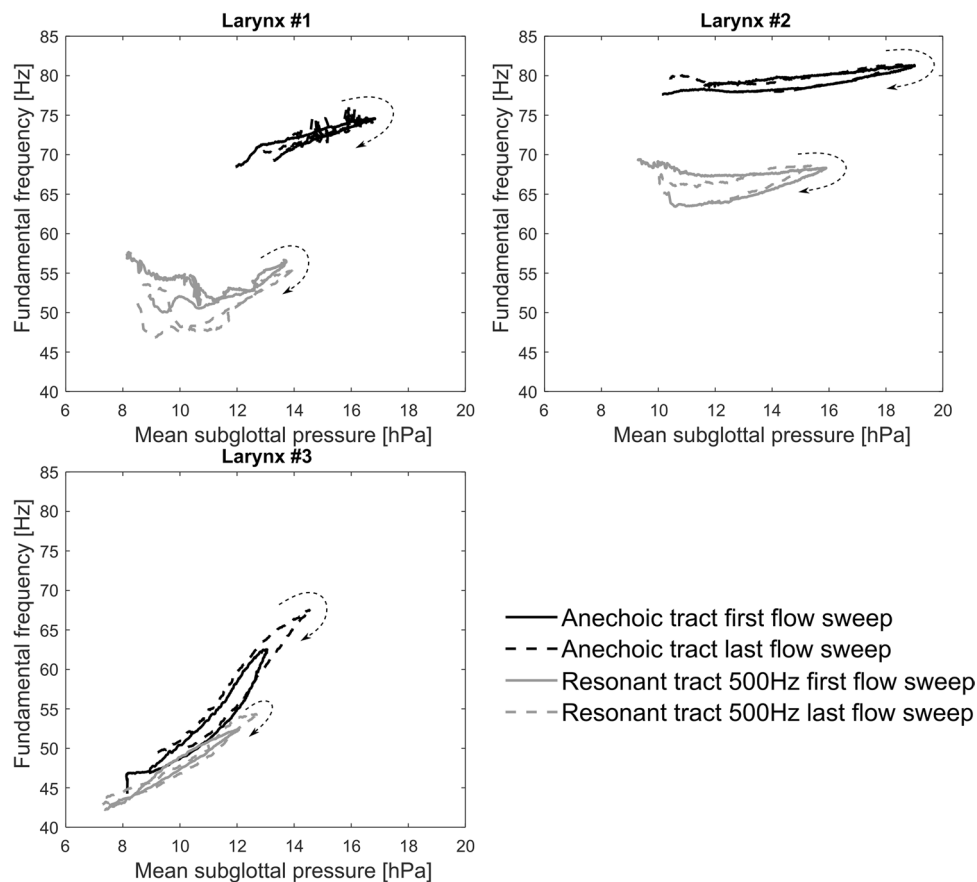 Larynx #1
85
80
75
70
65
60
55
50
45
40
Fundamental frequency [Hz]
6 8 10 12 14 16 18 20
Mean subglottal pressure [hPa]
Larynx #2
85
80
75
70
65
60
55
50
45
40
Fundamental frequency [Hz]
6 8 10 12 14 16 18 20
Mean subglottal pressure [hPa]
Larynx #3
85
80
75
70
65
60
55
50
45
40
Fundamental frequency [Hz]
6 8 10 12 14 16 18 20
Mean subglottal pressure [hPa]
Anechoic tract first flow sweep
Anechoic tract last flow sweep
Resonant tract 500Hz first flow sweep
Resonant tract 500Hz last flow sweep